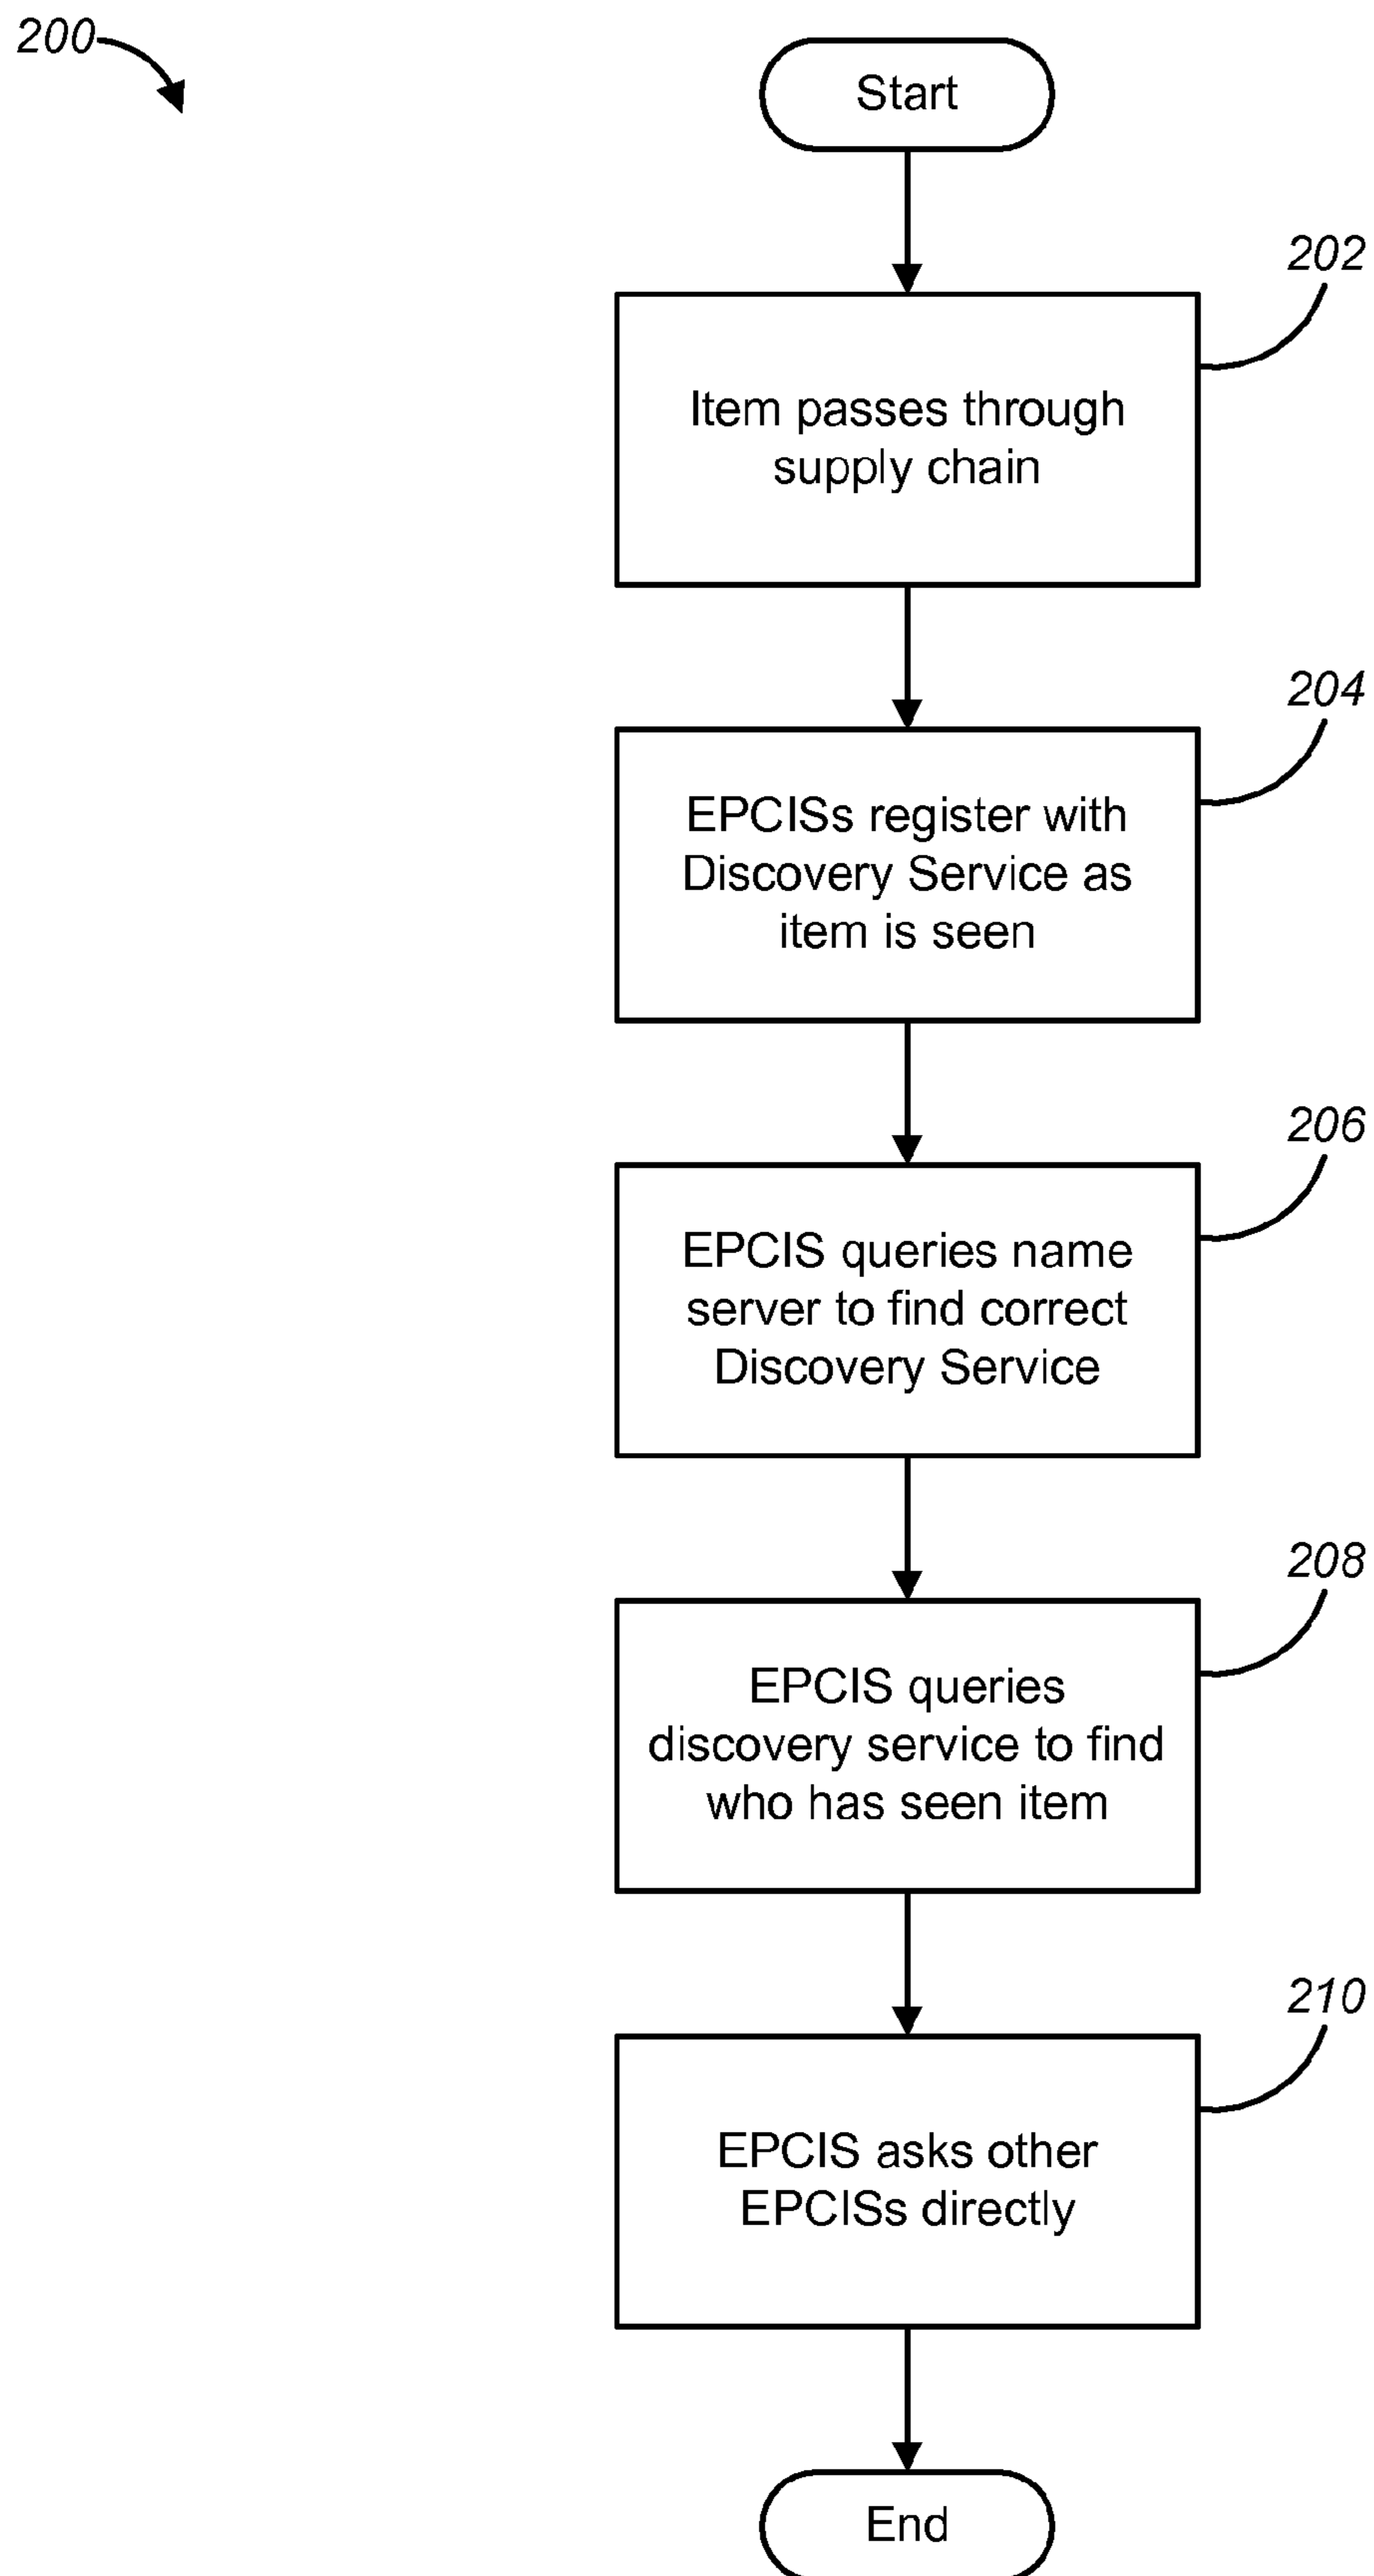 200
Start
202
Item passes through
supply chain
204
EPCISs register with
Discovery Service as
item is seen
206
EPCIS queries name
server to find correct
Discovery Service
208
EPCIS queries
discovery service to find
who has seen item
210
EPCIS asks other
EPCISs directly
End